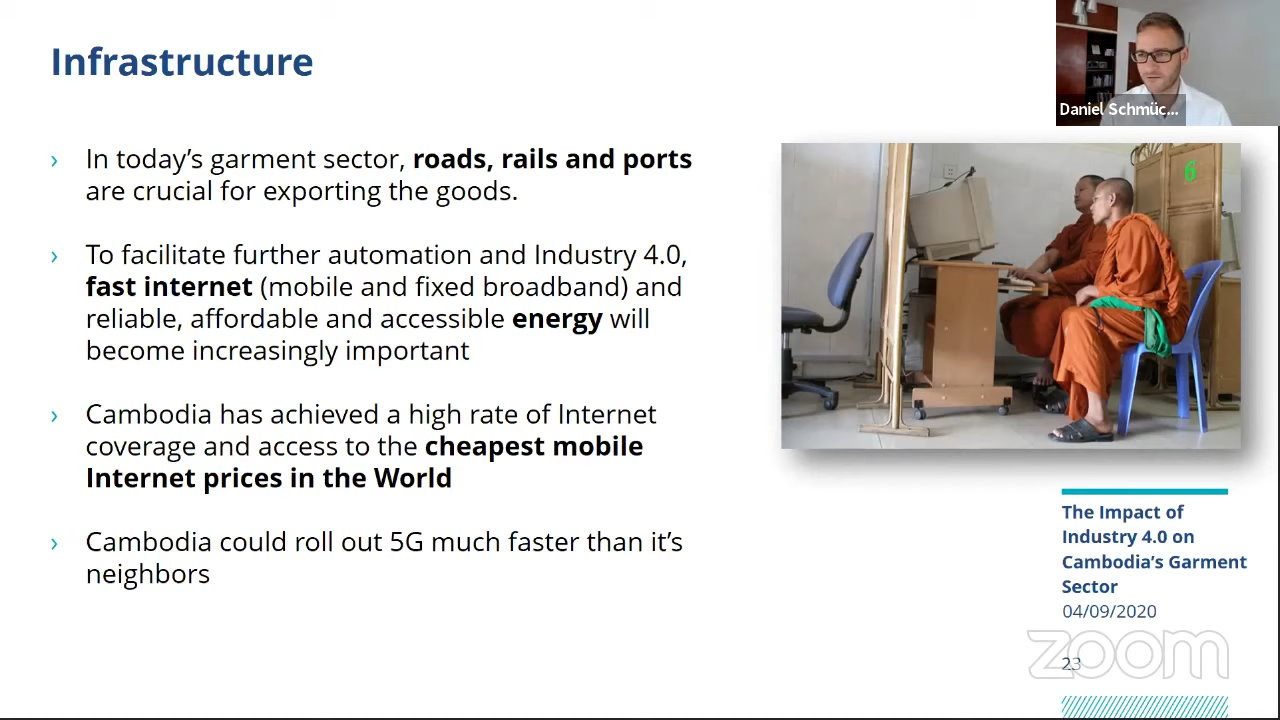 Infrastructure
Daniel Schmüc...
› In today’s garment sector, roads, rails and ports
are crucial for exporting the goods.
› To facilitate further automation and Industry 4.0,
fast internet (mobile and fixed broadband) and
reliable, affordable and accessible energy will
become increasingly important
› Cambodia has achieved a high rate of Internet
coverage and access to the cheapest mobile
Internet prices in the World
› Cambodia could roll out 5G much faster than it’s
neighbors
6
The Impact of
Industry 4.0 on
Cambodia’s Garment
Sector
04/09/2020
zoom
23